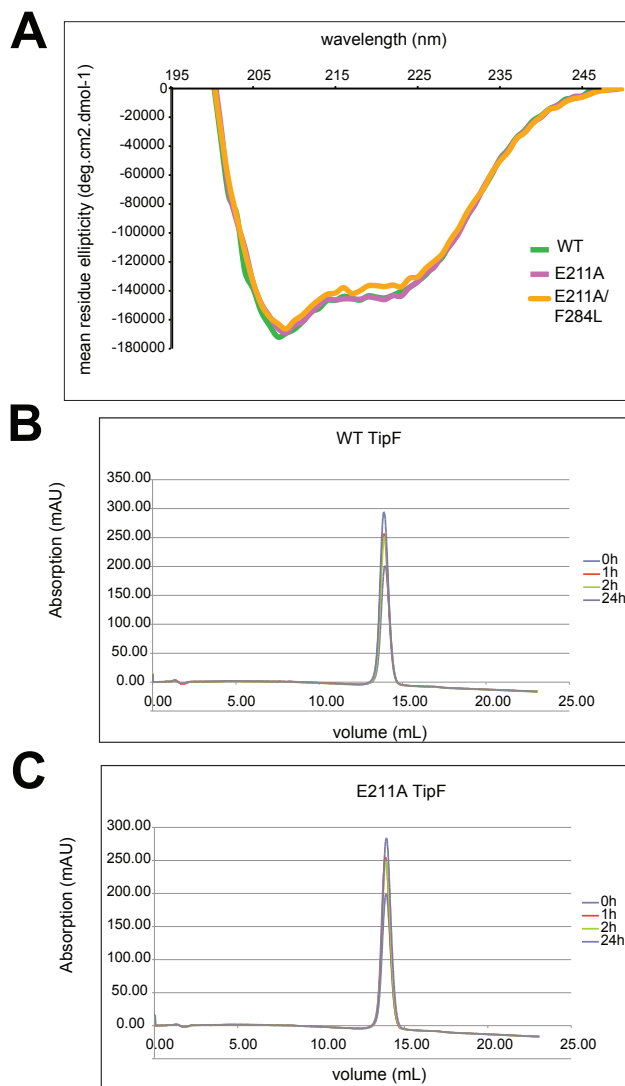 A
wavelength (nm)
195 205 215 225 235 245
0
-20000
-40000
-60000
-80000
-100000
-120000
-140000
-160000
-180000
mean residue ellipticity (deg.cm2.dmol-1)
WT
E211A
E211A/
F284L
B
WT TipF
350.00
300.00
250.00
200.00
150.00
100.00
50.00
0.00
Absorption (mAU)
0.00 5.00 10.00 15.00 20.00 25.00
volume (mL)
0h
1h
2h
24h
C
E211A TipF
300.00
250.00
200.00
150.00
100.00
50.00
0.00
Absorption (mAU)
0.00 5.00 10.00 15.00 20.00 25.00
volume (mL)
0h
1h
2h
24h